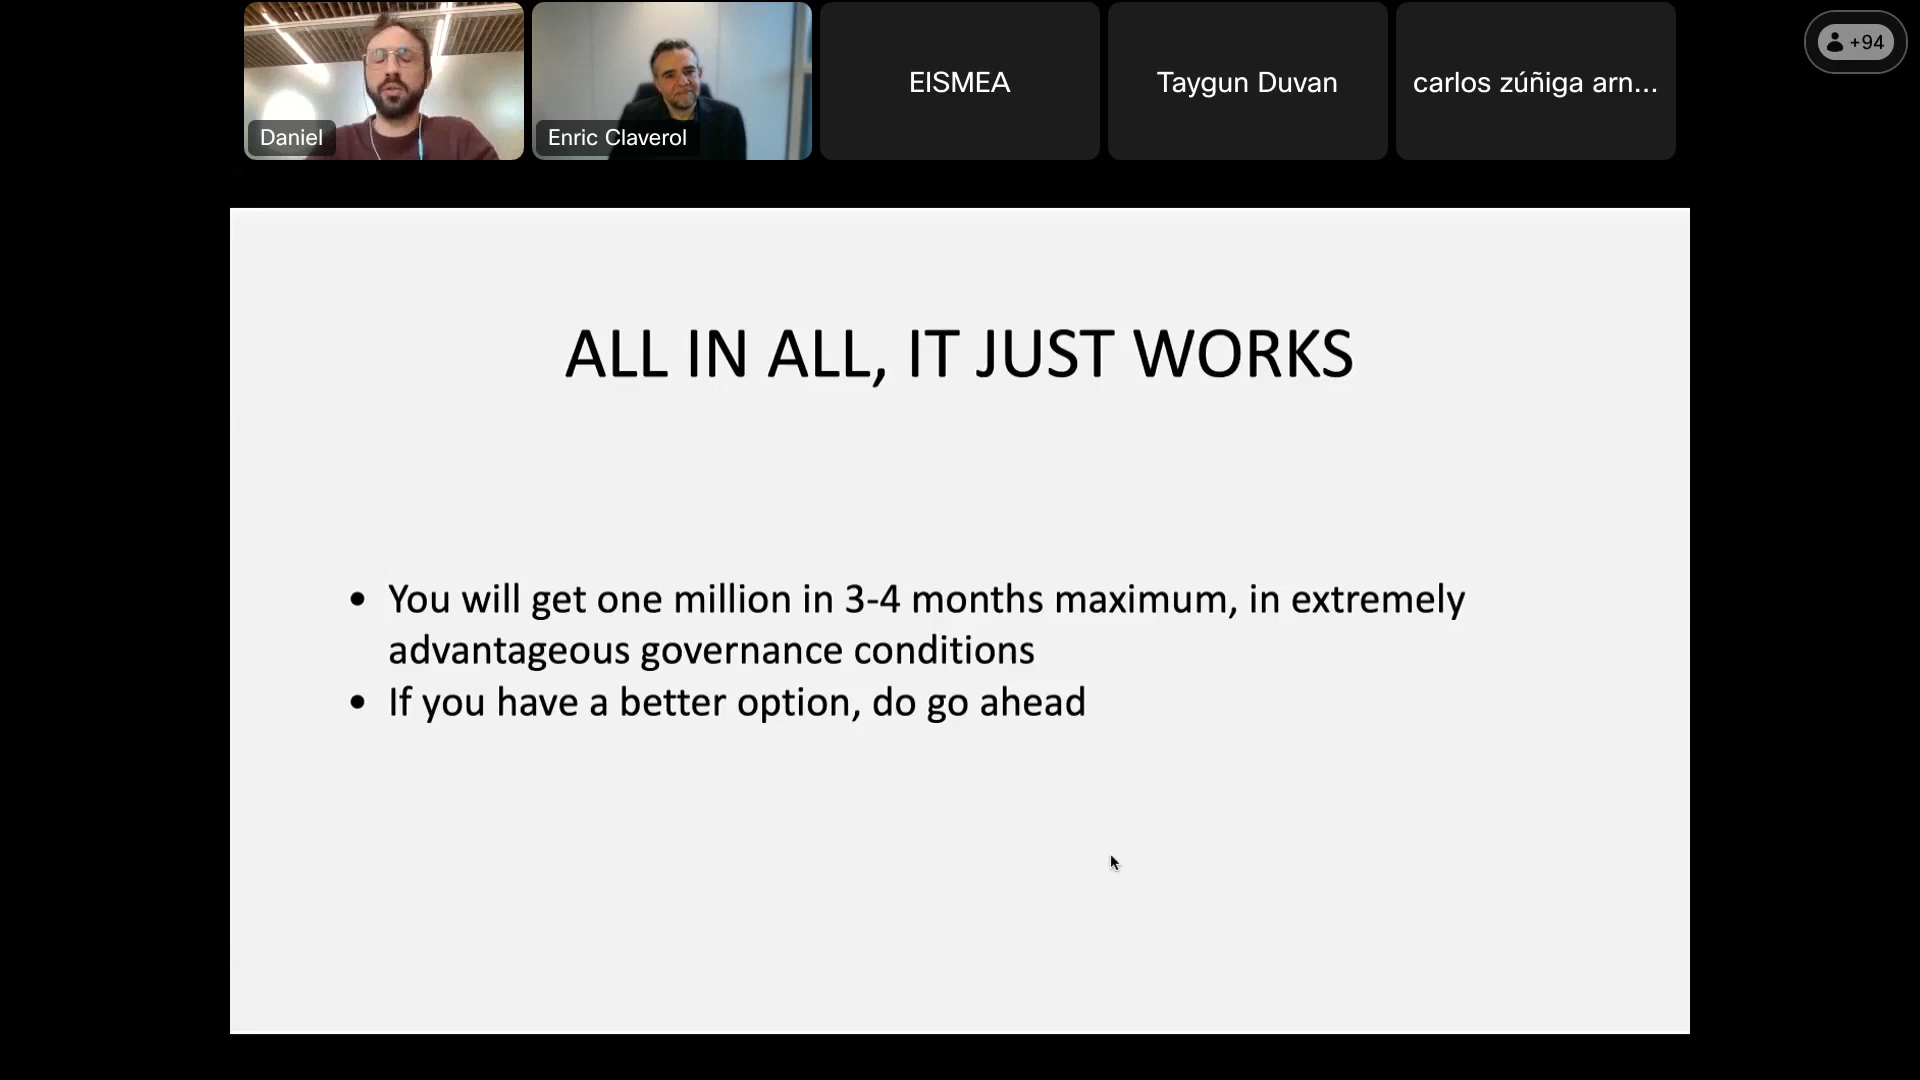 Daniel
Enric Claverol
EISMEA
Taygun Duvan
carlos zúñiga arn...
+94
ALL IN ALL, IT JUST WORKS
• You will get one million in 3-4 months maximum, in extremely
advantageous governance conditions
• If you have a better option, do go ahead